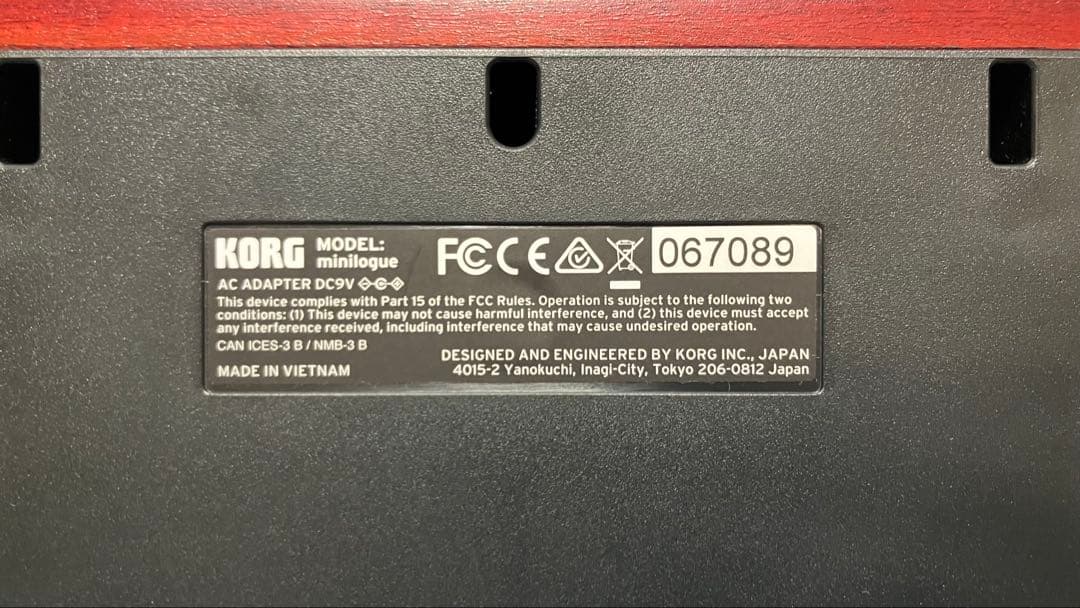 KORG MODEL: minilogue
FC CE 067089
AC ADAPTER DC9V
This device complies with Part 15 of the FCC Rules. Operation is subject to the following two
conditions: (1) This device may not cause harmful interference, and (2) this device must accept
any interference received, including interference that may cause undesired operation.
CAN ICES-3 B / NMB-3 B
MADE IN VIETNAM
DESIGNED AND ENGINEERED BY KORG INC., JAPAN
4015-2 Yanokuchi, Inagi-City, Tokyo 206-0812 Japan